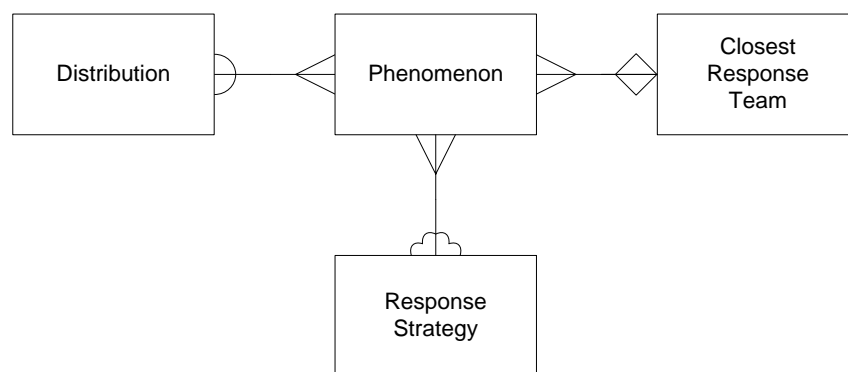 Distribution
Phenomenon
Closest
Response
Team
Response
Strategy